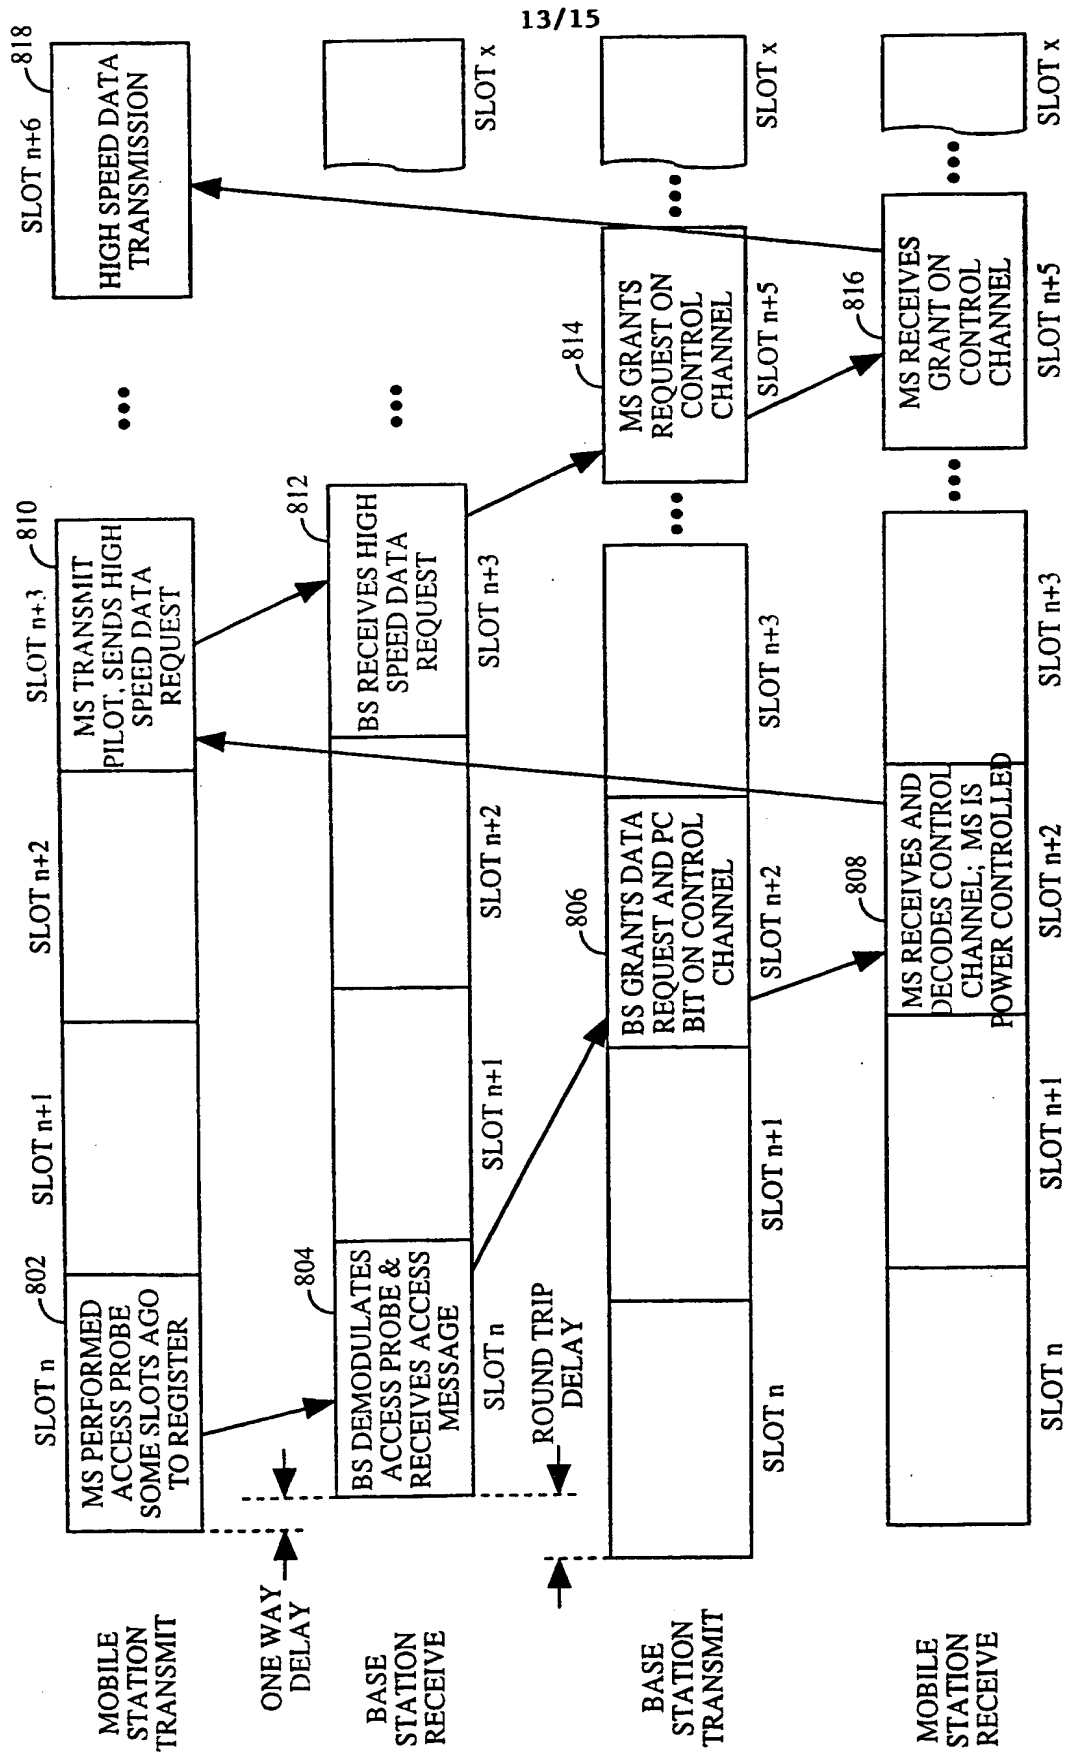 13/15
MOBILE
STATION
TRANSMIT
SLOT n
802
MS PERFORMED
ACCESS PROBE
SOME SLOTS AGO
TO REGISTER
SLOT n+1
SLOT n+2
SLOT n+3
810
MS TRANSMIT
PILOT, SENDS HIGH
SPEED DATA
REQUEST
SLOT n+6
818
HIGH SPEED DATA
TRANSMISSION
ONE WAY
DELAY
BASE
STATION
RECEIVE
804
BS DEMODULATES
ACCESS PROBE &
RECEIVES ACCESS
MESSAGE
SLOT n
SLOT n+1
SLOT n+2
812
BS RECEIVES HIGH
SPEED DATA
REQUEST
SLOT n+3
SLOT x
ROUND TRIP
DELAY
BASE
STATION
TRANSMIT
SLOT n
SLOT n+1
806
BS GRANTS DATA
REQUEST AND PC
BIT ON CONTROL
CHANNEL
SLOT n+2
SLOT n+3
814
MS GRANTS
REQUEST ON
CONTROL
CHANNEL
SLOT n+5
SLOT x
MOBILE
STATION
RECEIVE
SLOT n
SLOT n+1
808
MS RECEIVES AND
DECODES CONTROL
CHANNEL; MS IS
POWER CONTROLLED
SLOT n+2
SLOT n+3
816
MS RECEIVES
GRANT ON
CONTROL
CHANNEL
SLOT n+5
SLOT x